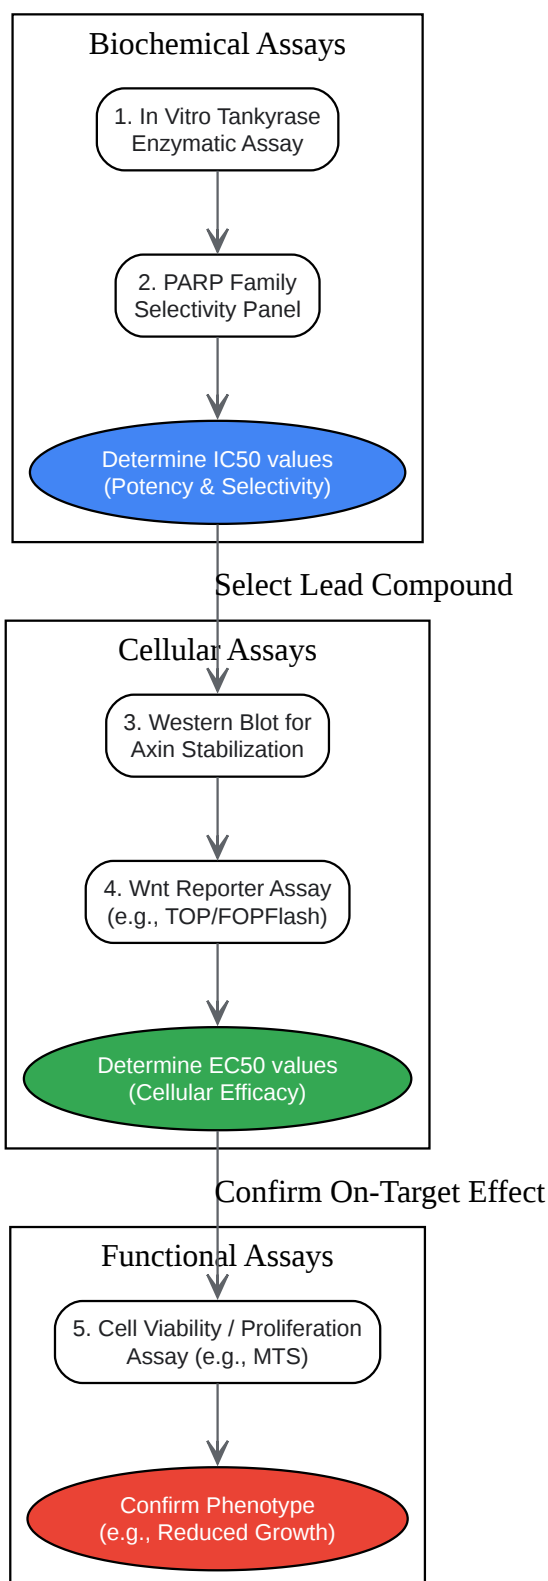 Biochemical Assays
1. In Vitro Tankyrase
Enzymatic Assay
2. PARP Family
Selectivity Panel
Determine IC50 values
(Potency & Selectivity)
Select Lead Compound
Cellular Assays
3. Western Blot for
Axin Stabilization
4. Wnt Reporter Assay
(e.g., TOP/FOPFlash)
Determine EC50 values
(Cellular Efficacy)
Confirm On-Target Effect
Functional Assays
5. Cell Viability / Proliferation
Assay (e.g., MTS)
Confirm Phenotype
(e.g., Reduced Growth)